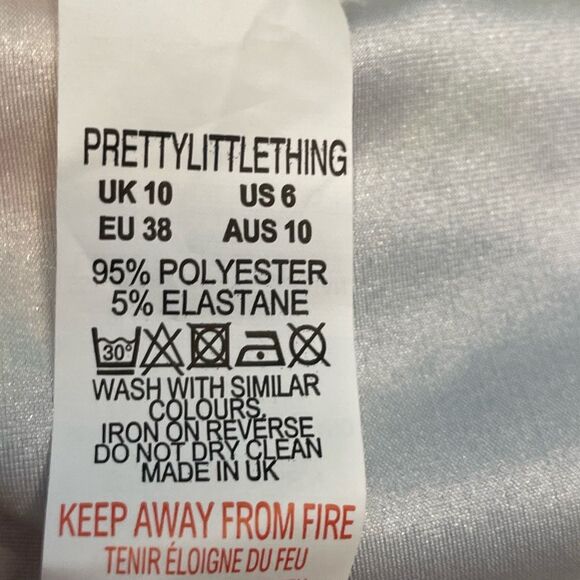 PRETTYLITTLETHING
UK 10 US 6
EU 38 AUS 10
95% POLYESTER
5% ELASTANE
30°
WASH WITH SIMILAR
COLOURS.
IRON ON REVERSE
DO NOT DRY CLEAN
MADE IN UK
KEEP AWAY FROM FIRE
TENIR ÉLOIGNE DU FEU